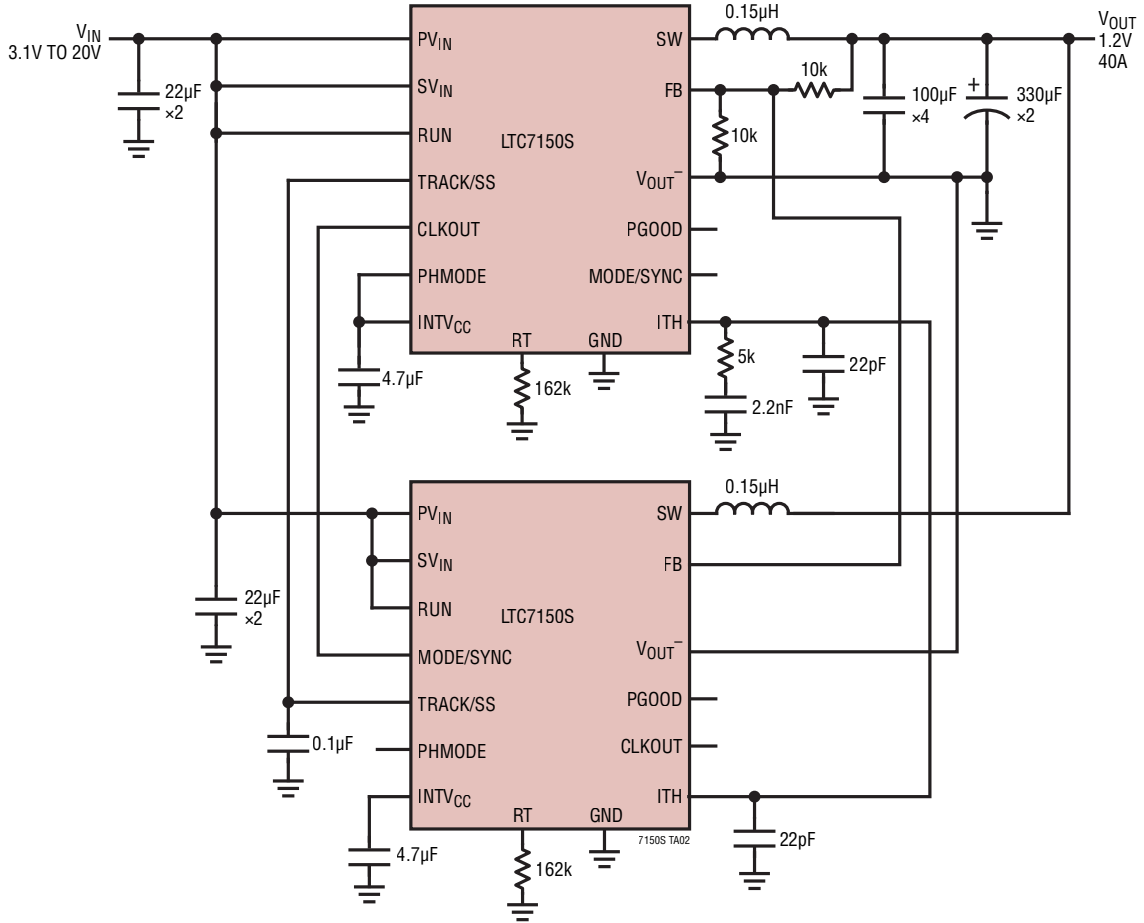 VIN
3.1V TO 20V
22µF
×2
PVIN
SVIN
RUN
TRACK/SS
CLKOUT
PHMODE
INTVCC
LTC7150S
RT
GND
SW
FB
VOUT–
PGOOD
MODE/SYNC
ITH
0.15µH
10k
10k
100µF
×4
+
330µF
×2
VOUT
1.2V
40A
4.7µF
162k
5k
2.2nF
22pF
22µF
×2
PVIN
SVIN
RUN
MODE/SYNC
TRACK/SS
PHMODE
INTVCC
LTC7150S
RT
GND
SW
FB
VOUT–
PGOOD
CLKOUT
ITH
0.15µH
0.1µF
4.7µF
162k
7150S TA02
22pF